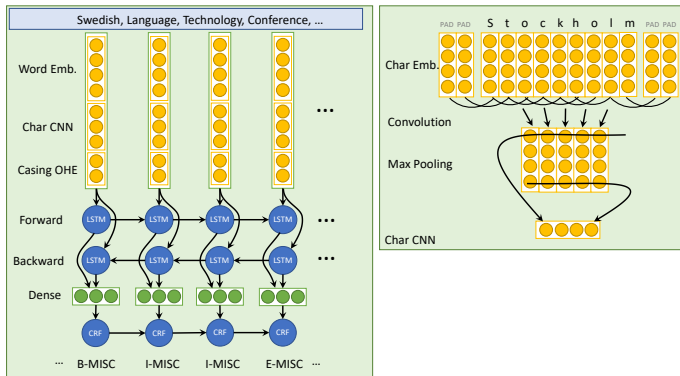 Swedish, Language, Technology, Conference, ...
Word Emb.
...
Char CNN
Casing OHE
Forward LSTM LSTM LSTM LSTM ...
Backward LSTM LSTM LSTM LSTM ...
Dense
CRF CRF CRF CRF
... B-MISC I-MISC I-MISC E-MISC ...
PAD PAD S t o c k h o l m PAD PAD
Char Emb.
Convolution
Max Pooling
Char CNN